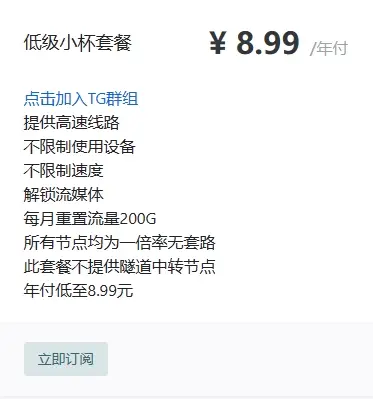 低级小杯套餐
¥ 8.99 /年付
点击加入TG群组
提供高速线路
不限制使用设备
不限制速度
解锁流媒体
每月重置流量200G
所有节点均为一倍率无套路
此套餐不提供隧道中转节点
年付低至8.99元
立即订阅